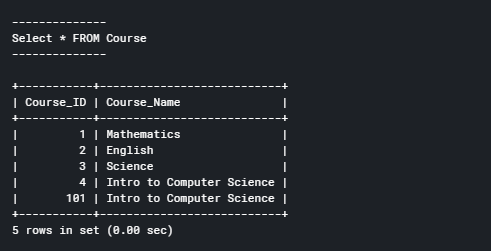 --------------
Select * FROM Course
--------------
+-----------+---------------------------+
| Course_ID | Course_Name               |
+-----------+---------------------------+
|         1 | Mathematics               |
|         2 | English                   |
|         3 | Science                   |
|         4 | Intro to Computer Science |
|       101 | Intro to Computer Science |
+-----------+---------------------------+
5 rows in set (0.00 sec)